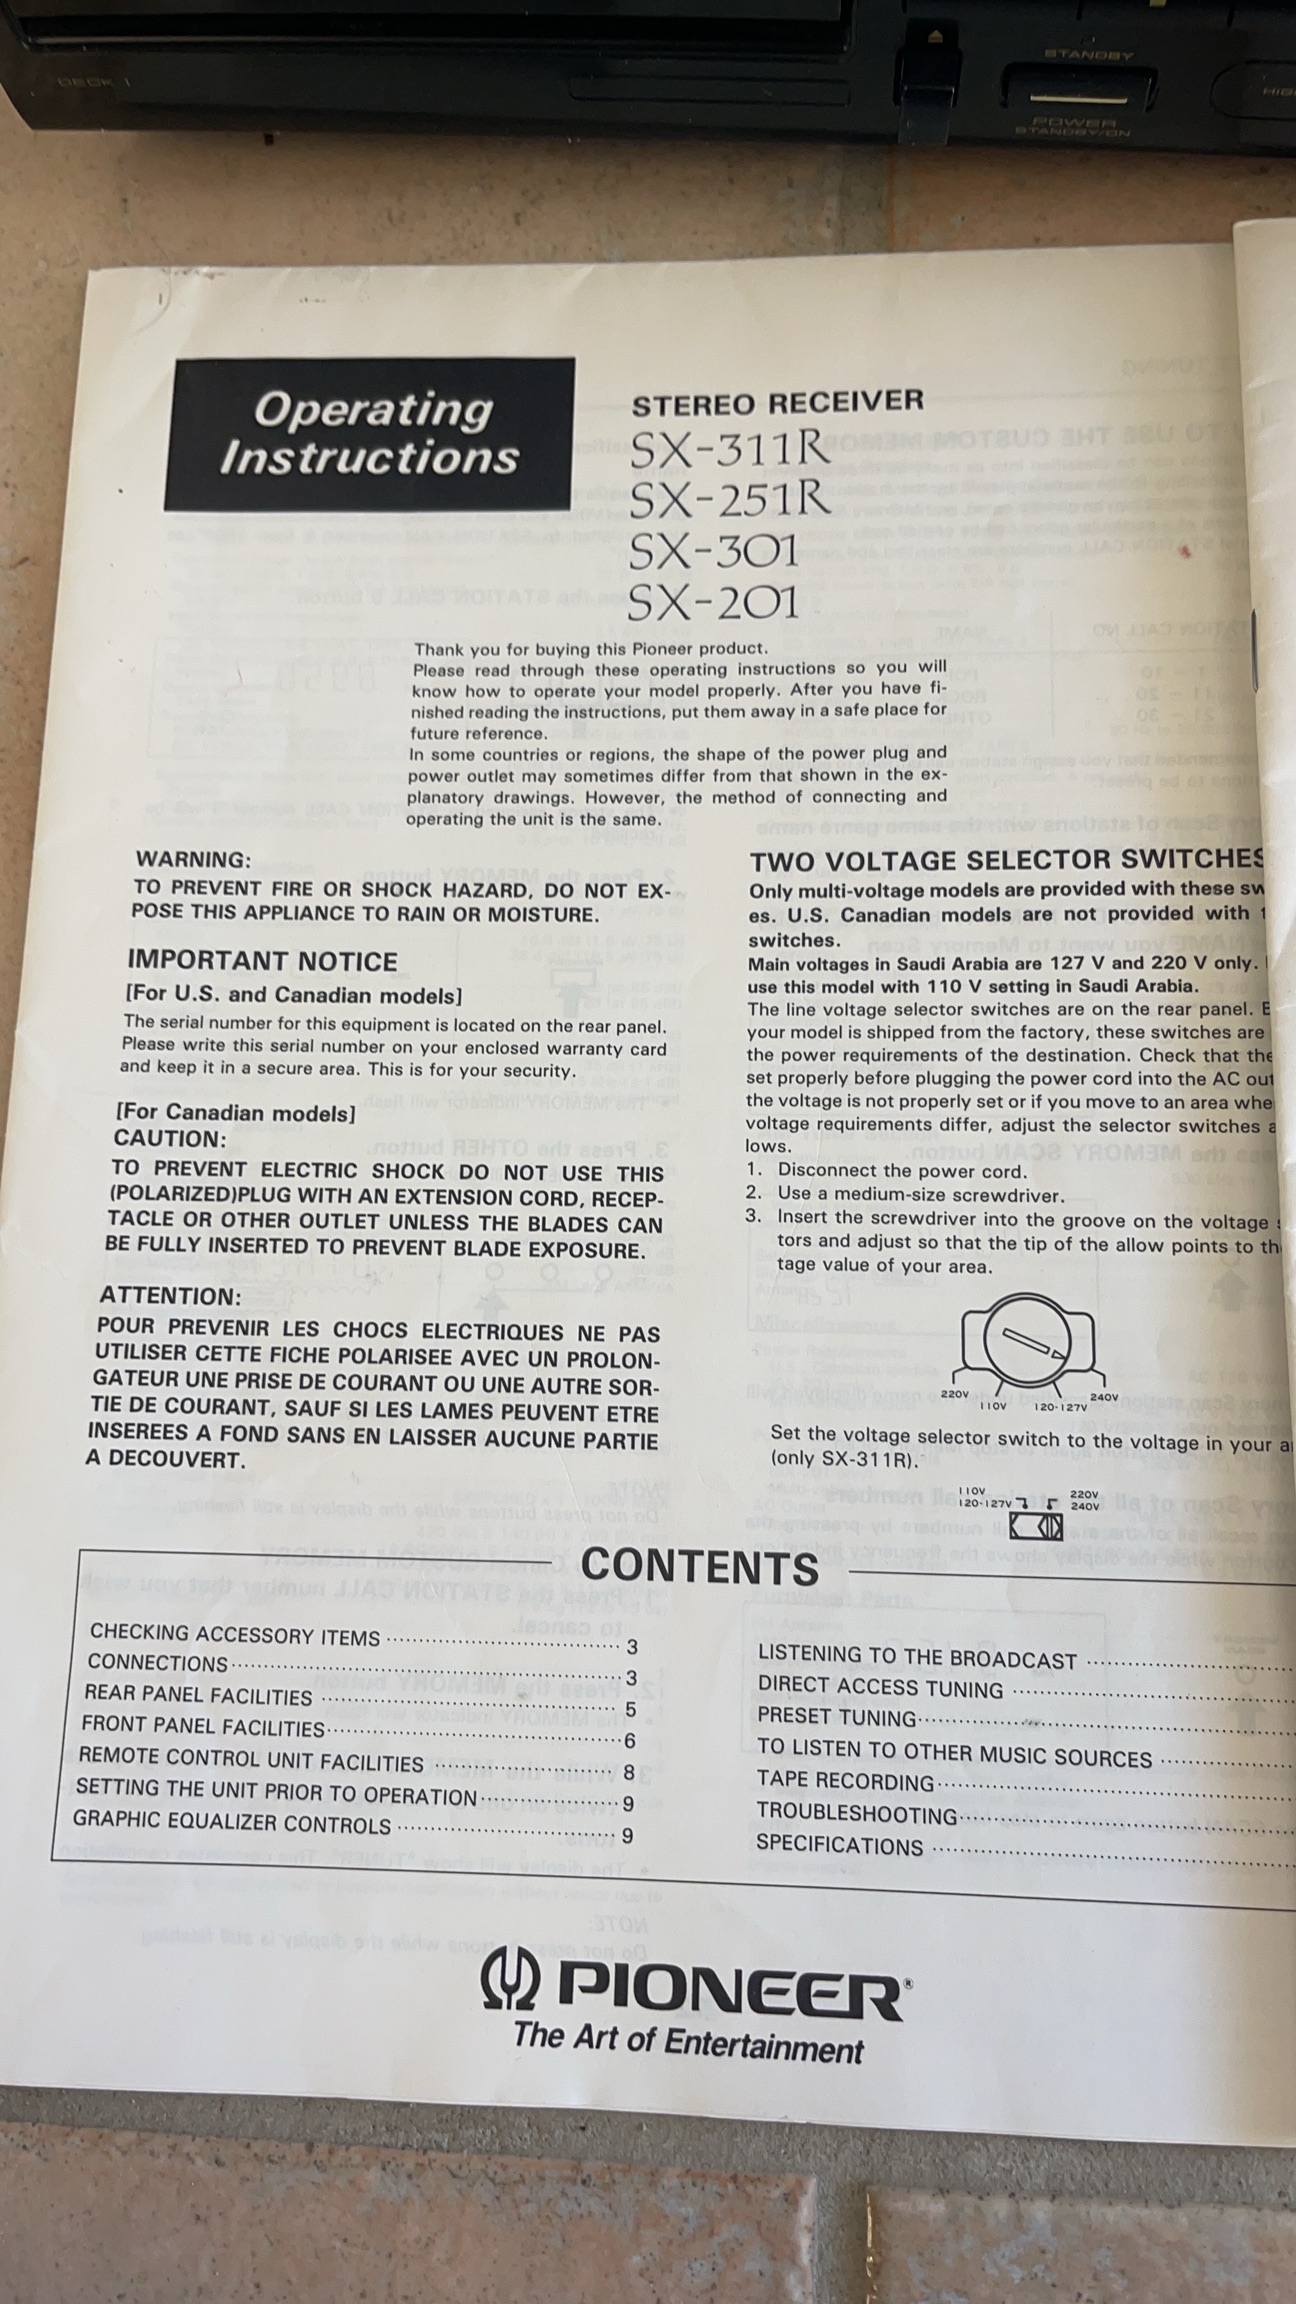 DECK 1
STANDBY
POWER
STANDBY/ON
Operating
Instructions
STEREO RECEIVER
SX-311R
SX-251R
SX-301
SX-201
Thank you for buying this Pioneer product.
Please read through these operating instructions so you will
know how to operate your model properly. After you have fi-
nished reading the instructions, put them away in a safe place for
future reference.
In some countries or regions, the shape of the power plug and
power outlet may sometimes differ from that shown in the ex-
planatory drawings. However, the method of connecting and
operating the unit is the same.
WARNING:
TO PREVENT FIRE OR SHOCK HAZARD, DO NOT EX-
POSE THIS APPLIANCE TO RAIN OR MOISTURE.
IMPORTANT NOTICE
[For U.S. and Canadian models]
The serial number for this equipment is located on the rear panel.
Please write this serial number on your enclosed warranty card
and keep it in a secure area. This is for your security.
[For Canadian models]
CAUTION:
TO PREVENT ELECTRIC SHOCK DO NOT USE THIS
(POLARIZED)PLUG WITH AN EXTENSION CORD, RECEP-
TACLE OR OTHER OUTLET UNLESS THE BLADES CAN
BE FULLY INSERTED TO PREVENT BLADE EXPOSURE.
ATTENTION:
POUR PREVENIR LES CHOCS ELECTRIQUES NE PAS
UTILISER CETTE FICHE POLARISEE AVEC UN PROLON-
GATEUR UNE PRISE DE COURANT OU UNE AUTRE SOR-
TIE DE COURANT, SAUF SI LES LAMES PEUVENT ETRE
INSEREES A FOND SANS EN LAISSER AUCUNE PARTIE
A DECOUVERT.
TWO VOLTAGE SELECTOR SWITCHES
Only multi-voltage models are provided with these sw
es. U.S. Canadian models are not provided with
switches.
Main voltages in Saudi Arabia are 127 V and 220 V only.
use this model with 110 V setting in Saudi Arabia.
The line voltage selector switches are on the rear panel.
your model is shipped from the factory, these switches are
the power requirements of the destination. Check that the
set properly before plugging the power cord into the AC out
the voltage is not properly set or if you move to an area whe
voltage requirements differ, adjust the selector switches a
lows.
1. Disconnect the power cord.
2. Use a medium-size screwdriver.
3. Insert the screwdriver into the groove on the voltage
tors and adjust so that the tip of the allow points to th
tage value of your area.
220V 110V 120-127V 240V
Set the voltage selector switch to the voltage in your a
(only SX-311R).
110V 220V
120-127V 240V
CONTENTS
CHECKING ACCESSORY ITEMS 3
CONNECTIONS 3
REAR PANEL FACILITIES 5
FRONT PANEL FACILITIES 6
REMOTE CONTROL UNIT FACILITIES 8
SETTING THE UNIT PRIOR TO OPERATION 9
GRAPHIC EQUALIZER CONTROLS 9
LISTENING TO THE BROADCAST
DIRECT ACCESS TUNING
PRESET TUNING
TO LISTEN TO OTHER MUSIC SOURCES
TAPE RECORDING
TROUBLESHOOTING
SPECIFICATIONS
PIONEER®
The Art of Entertainment